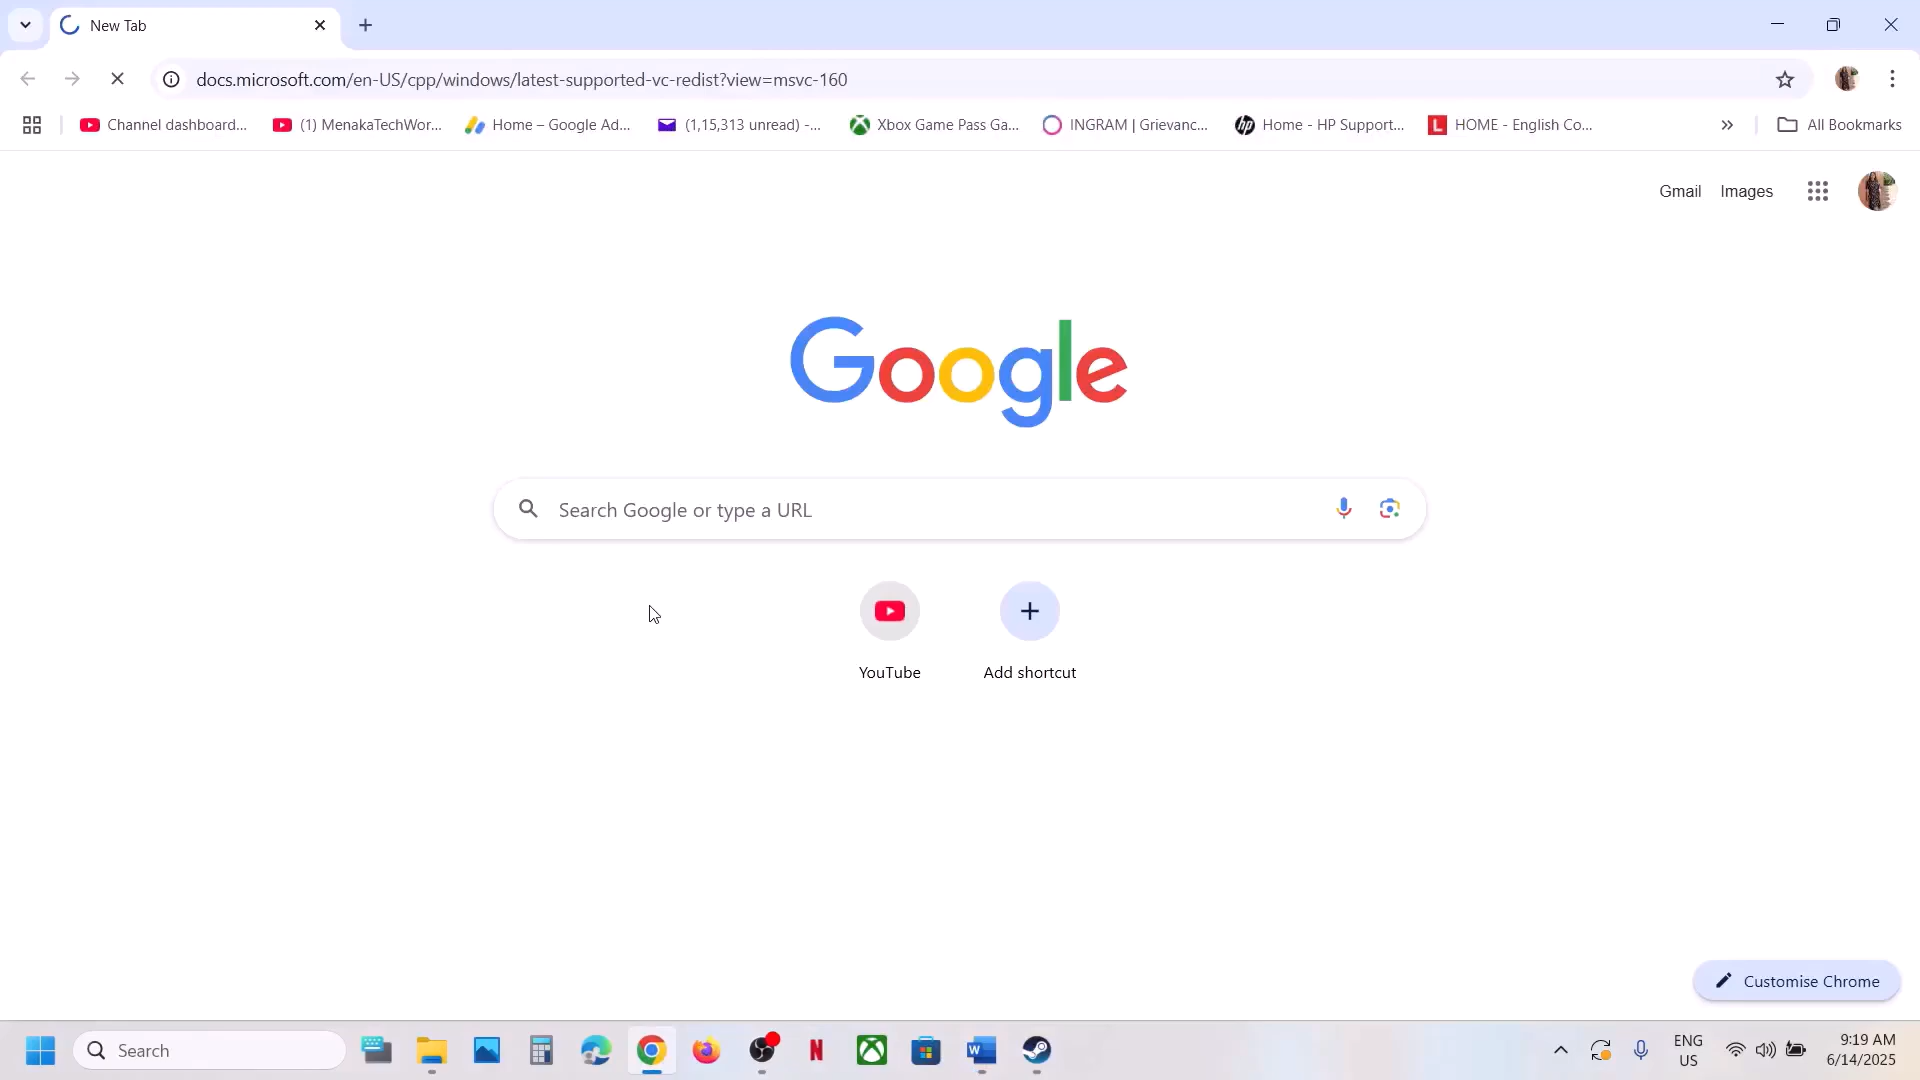 New Tab
docs.microsoft.com/en-US/cpp/windows/latest-supported-vc-redist?view=msvc-160
Channel dashboard...
(1) MenakaTechWor...
Home – Google Ad...
(1,15,313 unread) -...
Xbox Game Pass Ga...
INGRAM | Grievanc...
Home - HP Support...
HOME - English Co...
All Bookmarks
Gmail
Images
Google
Search Google or type a URL
YouTube
Add shortcut
Customise Chrome
Search
ENG
US
9:19 AM
6/14/2025